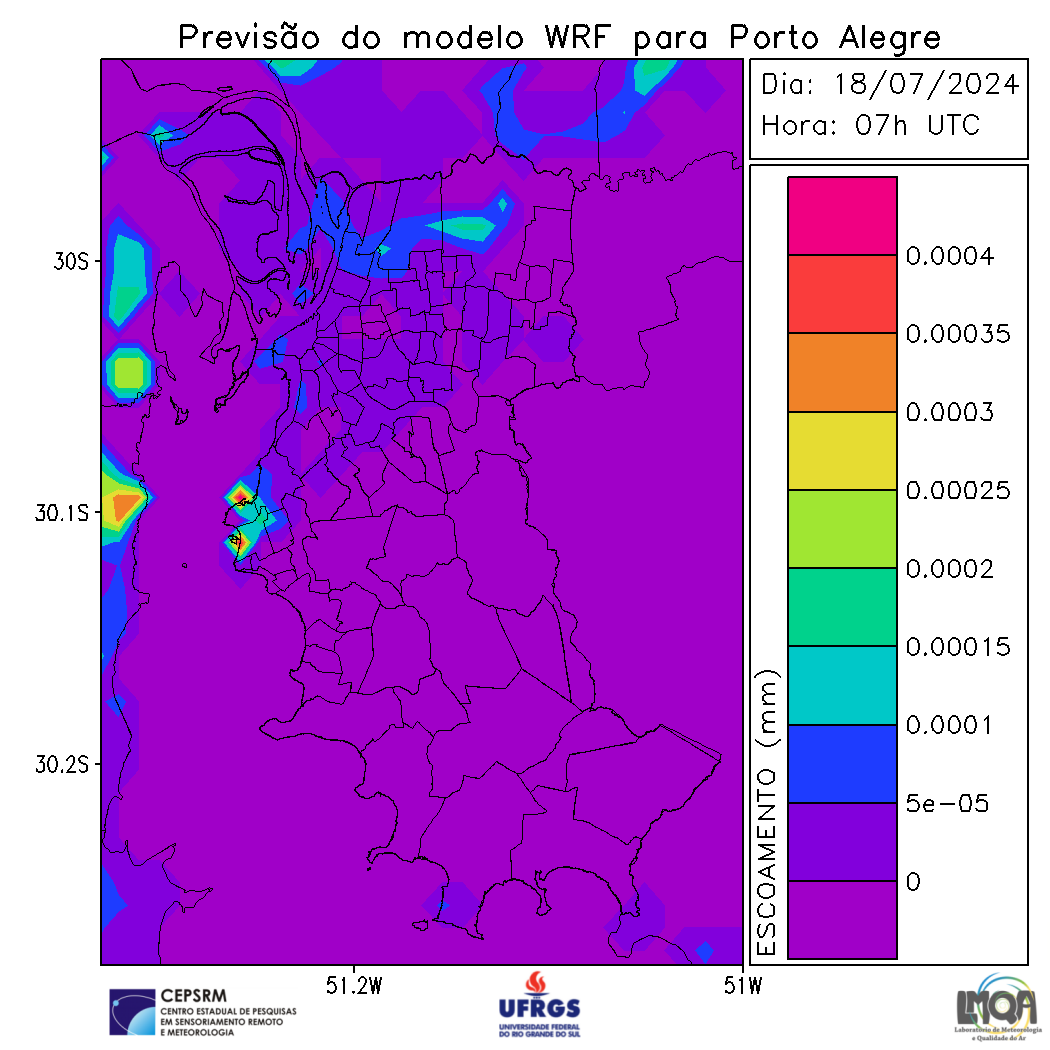 Previsão do modelo WRF para Porto Alegre
Dia: 18/07/2024
Hora: 07h UTC
0.0004
0.00035
0.0003
0.00025
0.0002
0.00015
0.0001
5e-05
0
ESCOAMENTO (mm)
30S
30.1S
30.2S
51.2W
51W
CEPSRM
CENTRO ESTADUAL DE PESQUISAS
EM SENSORIAMENTO REMOTO
E METEOROLOGIA
UFRGS
UNIVERSIDADE FEDERAL
DO RIO GRANDE DO SUL
LMQA
Laboratório de Meteorologia
e Qualidade do Ar